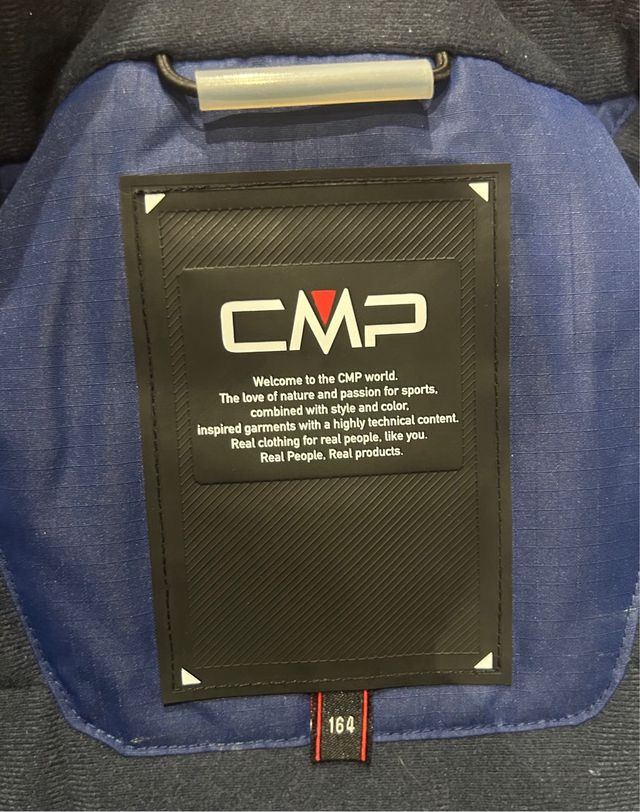 CMP
Welcome to the CMP world.
The love of nature and passion for sports,
combined with style and color,
inspired garments with a highly technical content.
Real clothing for real people, like you.
Real People, Real products.
164